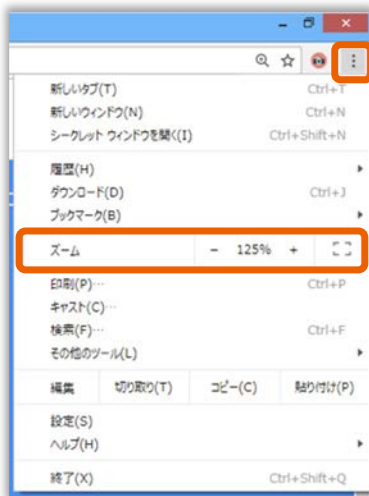 新しいタブ(T) Ctrl+T
新しいウィンドウ(N) Ctrl+N
シークレット ウィンドウを開く(I) Ctrl+Shift+N
履歴(H)
ダウンロード(D) Ctrl+J
ブックマーク(B)
ズーム - 125% +
印刷(P)… Ctrl+P
キャスト(C)…
検索(F)… Ctrl+F
その他のツール(L)
編集 切り取り(T) コピー(C) 貼り付け(P)
設定(S)
ヘルプ(H)
終了(X) Ctrl+Shift+Q